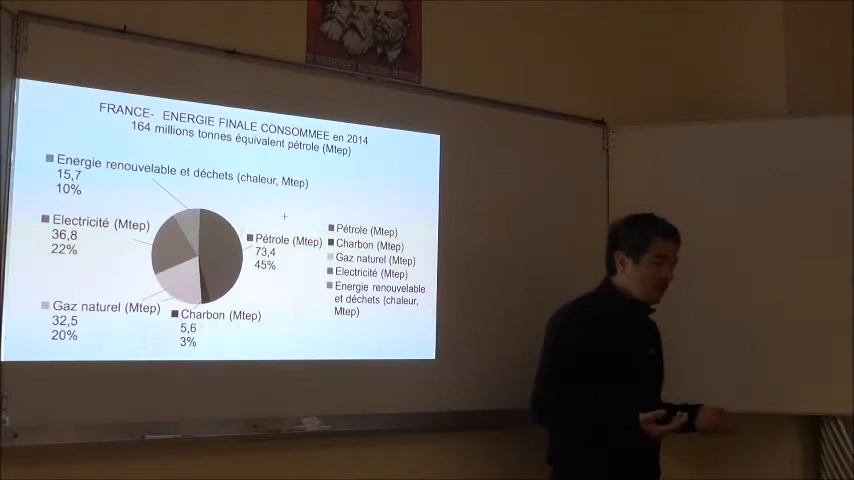 FRANCE- ENERGIE FINALE CONSOMMEE en 2014
164 millions tonnes équivalent pétrole (Mtep)
Energie renouvelable et déchets (chaleur, Mtep)
15,7
10%
Electricité (Mtep)
36,8
22%
Gaz naturel (Mtep)
32,5
20%
Charbon (Mtep)
5,6
3%
Pétrole (Mtep)
73,4
45%
Pétrole (Mtep)
Charbon (Mtep)
Gaz naturel (Mtep)
Electricité (Mtep)
Energie renouvelable
et déchets (chaleur,
Mtep)